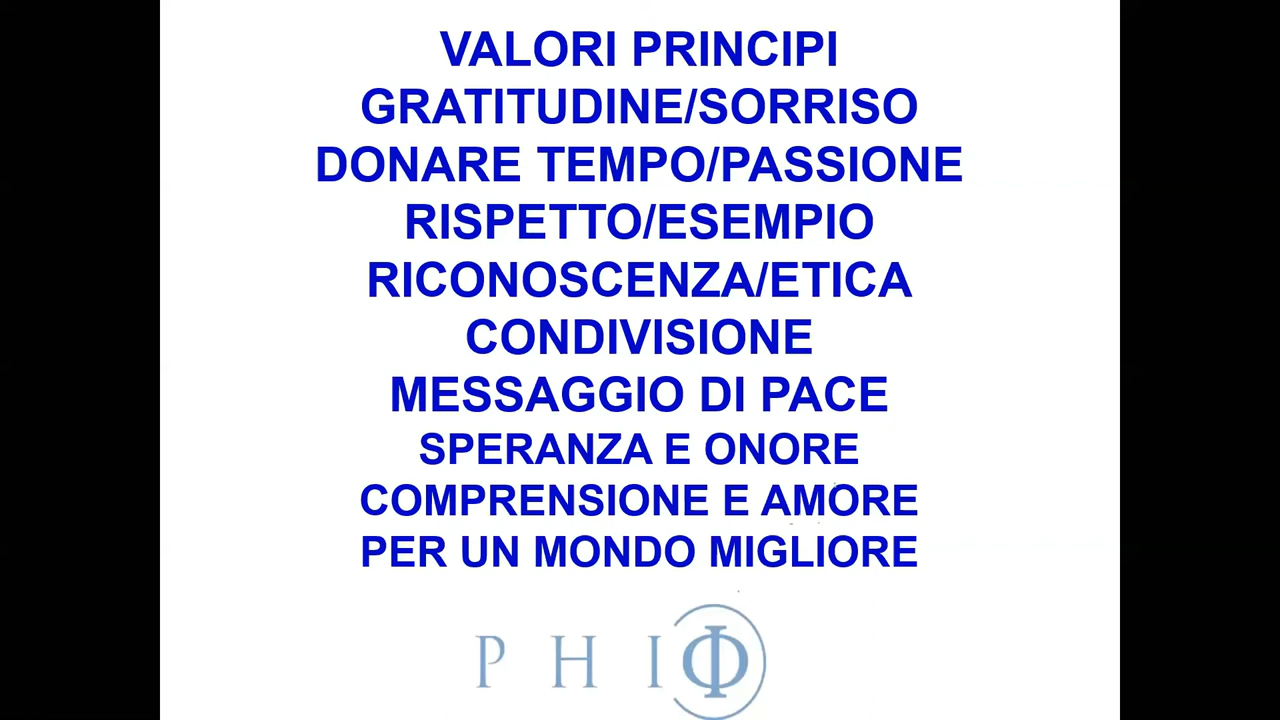 VALORI PRINCIPI
GRATITUDINE/SORRISO
DONARE TEMPO/PASSIONE
RISPETTO/ESEMPIO
RICONOSCENZA/ETICA
CONDIVISIONE
MESSAGGIO DI PACE
SPERANZA E ONORE
COMPRENSIONE E AMORE
PER UN MONDO MIGLIORE
PHI Φ